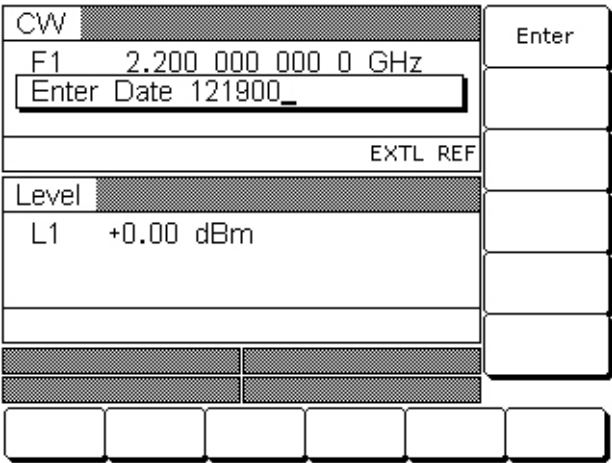 CW
Enter
F1 2.200 000 000 0 GHz
Enter Date 121900_
EXTL REF
Level
L1 +0.00 dBm